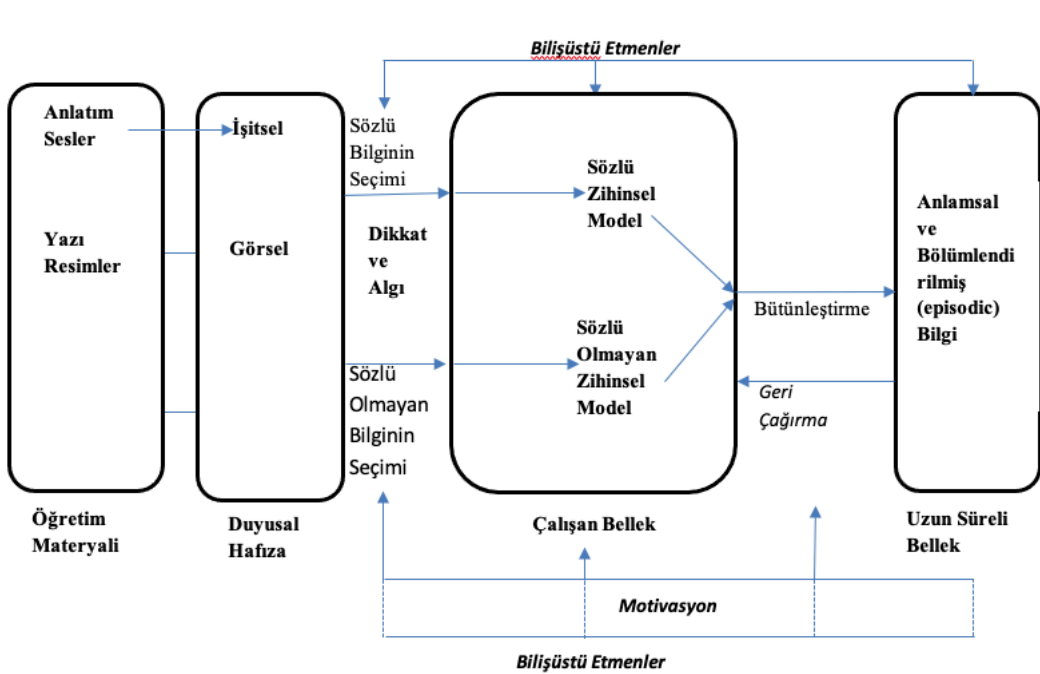 Bilişüstü Etmenler
Anlatım
Sesler
Yazı
Resimler
Öğretim
Materyali
İşitsel
Görsel
Duyusal
Hafıza
Sözlü
Bilginin
Seçimi
Dikkat
ve
Algı
Sözlü
Olmayan
Bilginin
Seçimi
Sözlü
Zihinsel
Model
Sözlü
Olmayan
Zihinsel
Model
Çalışan Bellek
Bütünleştirme
Geri
Çağırma
Anlamsal
ve
Bölümlendi
rilmiş
(episodic)
Bilgi
Uzun Süreli
Bellek
Motivasyon
Bilişüstü Etmenler